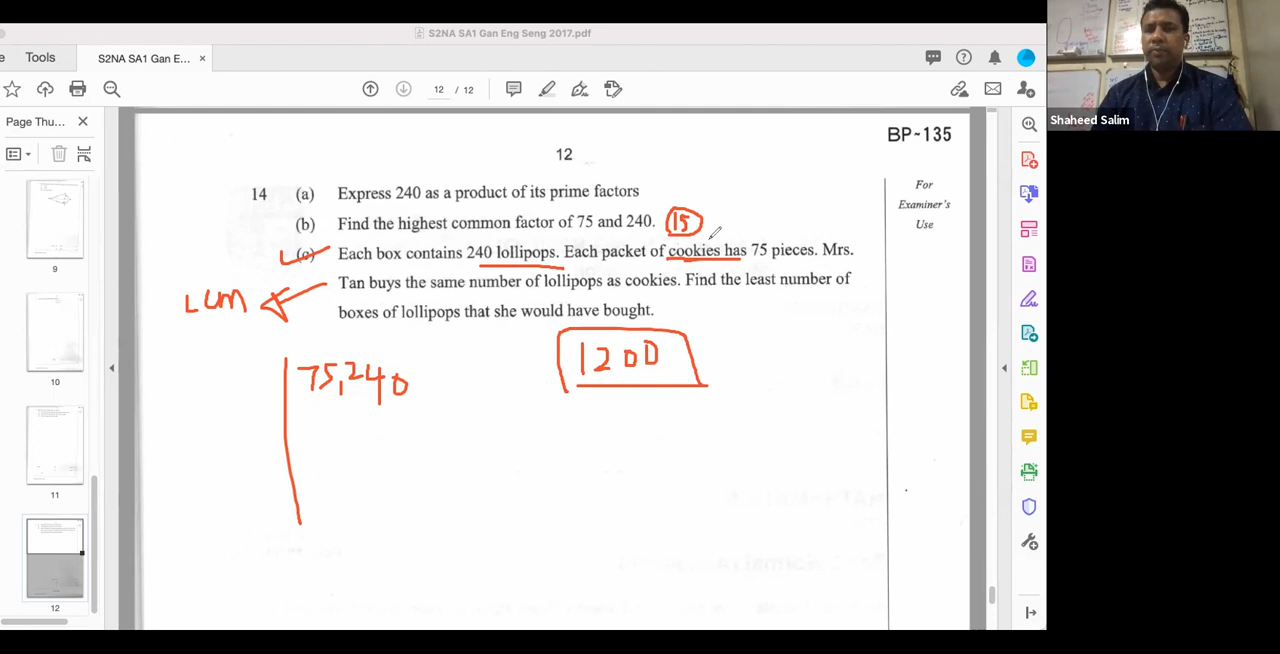 S2NA SA1 Gan Eng Seng 2017.pdf
Tools
S2NA SA1 Gan E... ×
12 / 12
Shaheed Salim
Page Thu...
BP-135
12
For
Examiner's
Use
14 (a) Express 240 as a product of its prime factors
(b) Find the highest common factor of 75 and 240. 15
(c) Each box contains 240 lollipops. Each packet of cookies has 75 pieces. Mrs.
Tan buys the same number of lollipops as cookies. Find the least number of
boxes of lollipops that she would have bought.
LCM
1200
75,240
9
10
11
12